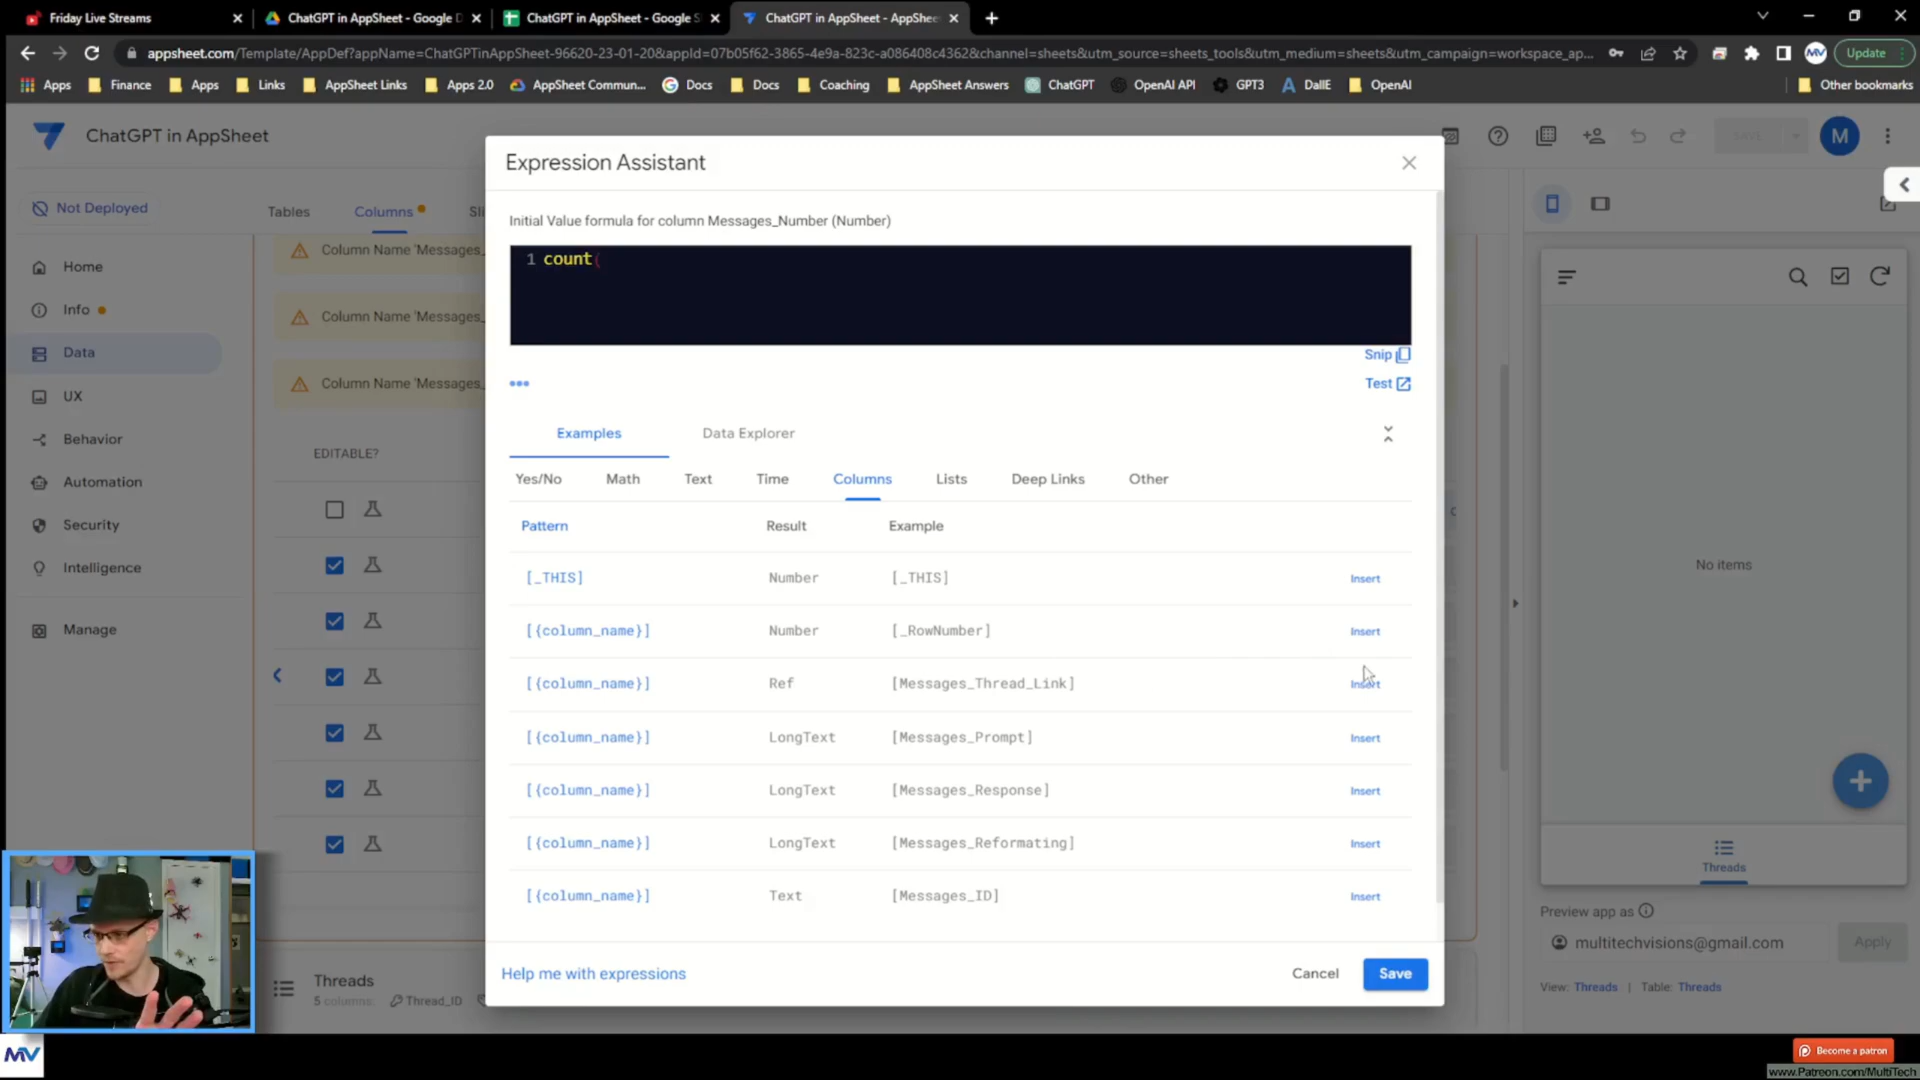 Friday Live Streams
ChatGPT in AppSheet - Google D
ChatGPT in AppSheet - Google S
ChatGPT in AppSheet - AppShee
appsheet.com/Template/AppDef?appName=ChatGPTinAppSheet-96620-23-01-20&appId=07b05f62-3865-4e9a-823c-a086408c4362&channel=sheets&utm_source=sheets_tools&utm_medium=sheets&utm_campaign=workspace_ap...
MV
Update
Apps
Finance
Apps
Links
AppSheet Links
Apps 2.0
AppSheet Commun...
Docs
Docs
Coaching
AppSheet Answers
ChatGPT
OpenAI API
GPT3
DallE
OpenAI
Other bookmarks
ChatGPT in AppSheet
SAVE
M
Not Deployed
Tables
Columns
Sli
Home
Info
Data
UX
Behavior
Automation
Security
Intelligence
Manage
Column Name 'Messages_
Column Name 'Messages_
Column Name 'Messages_
EDITABLE?
Threads
5 columns:
Thread_ID
Expression Assistant
Initial Value formula for column Messages_Number (Number)
1 count(
Snip
Test
Examples
Data Explorer
Yes/No
Math
Text
Time
Columns
Lists
Deep Links
Other
Pattern Result Example
[_THIS] Number [_THIS] Insert
[{column_name}] Number [_RowNumber] Insert
[{column_name}] Ref [Messages_Thread_Link] Insert
[{column_name}] LongText [Messages_Prompt] Insert
[{column_name}] LongText [Messages_Response] Insert
[{column_name}] LongText [Messages_Reformating] Insert
[{column_name}] Text [Messages_ID] Insert
Help me with expressions
Cancel
Save
No items
Threads
Preview app as
multitechvisions@gmail.com
Apply
View: Threads | Table: Threads
MV
Become a patron
www.Patreon.com/MultiTech